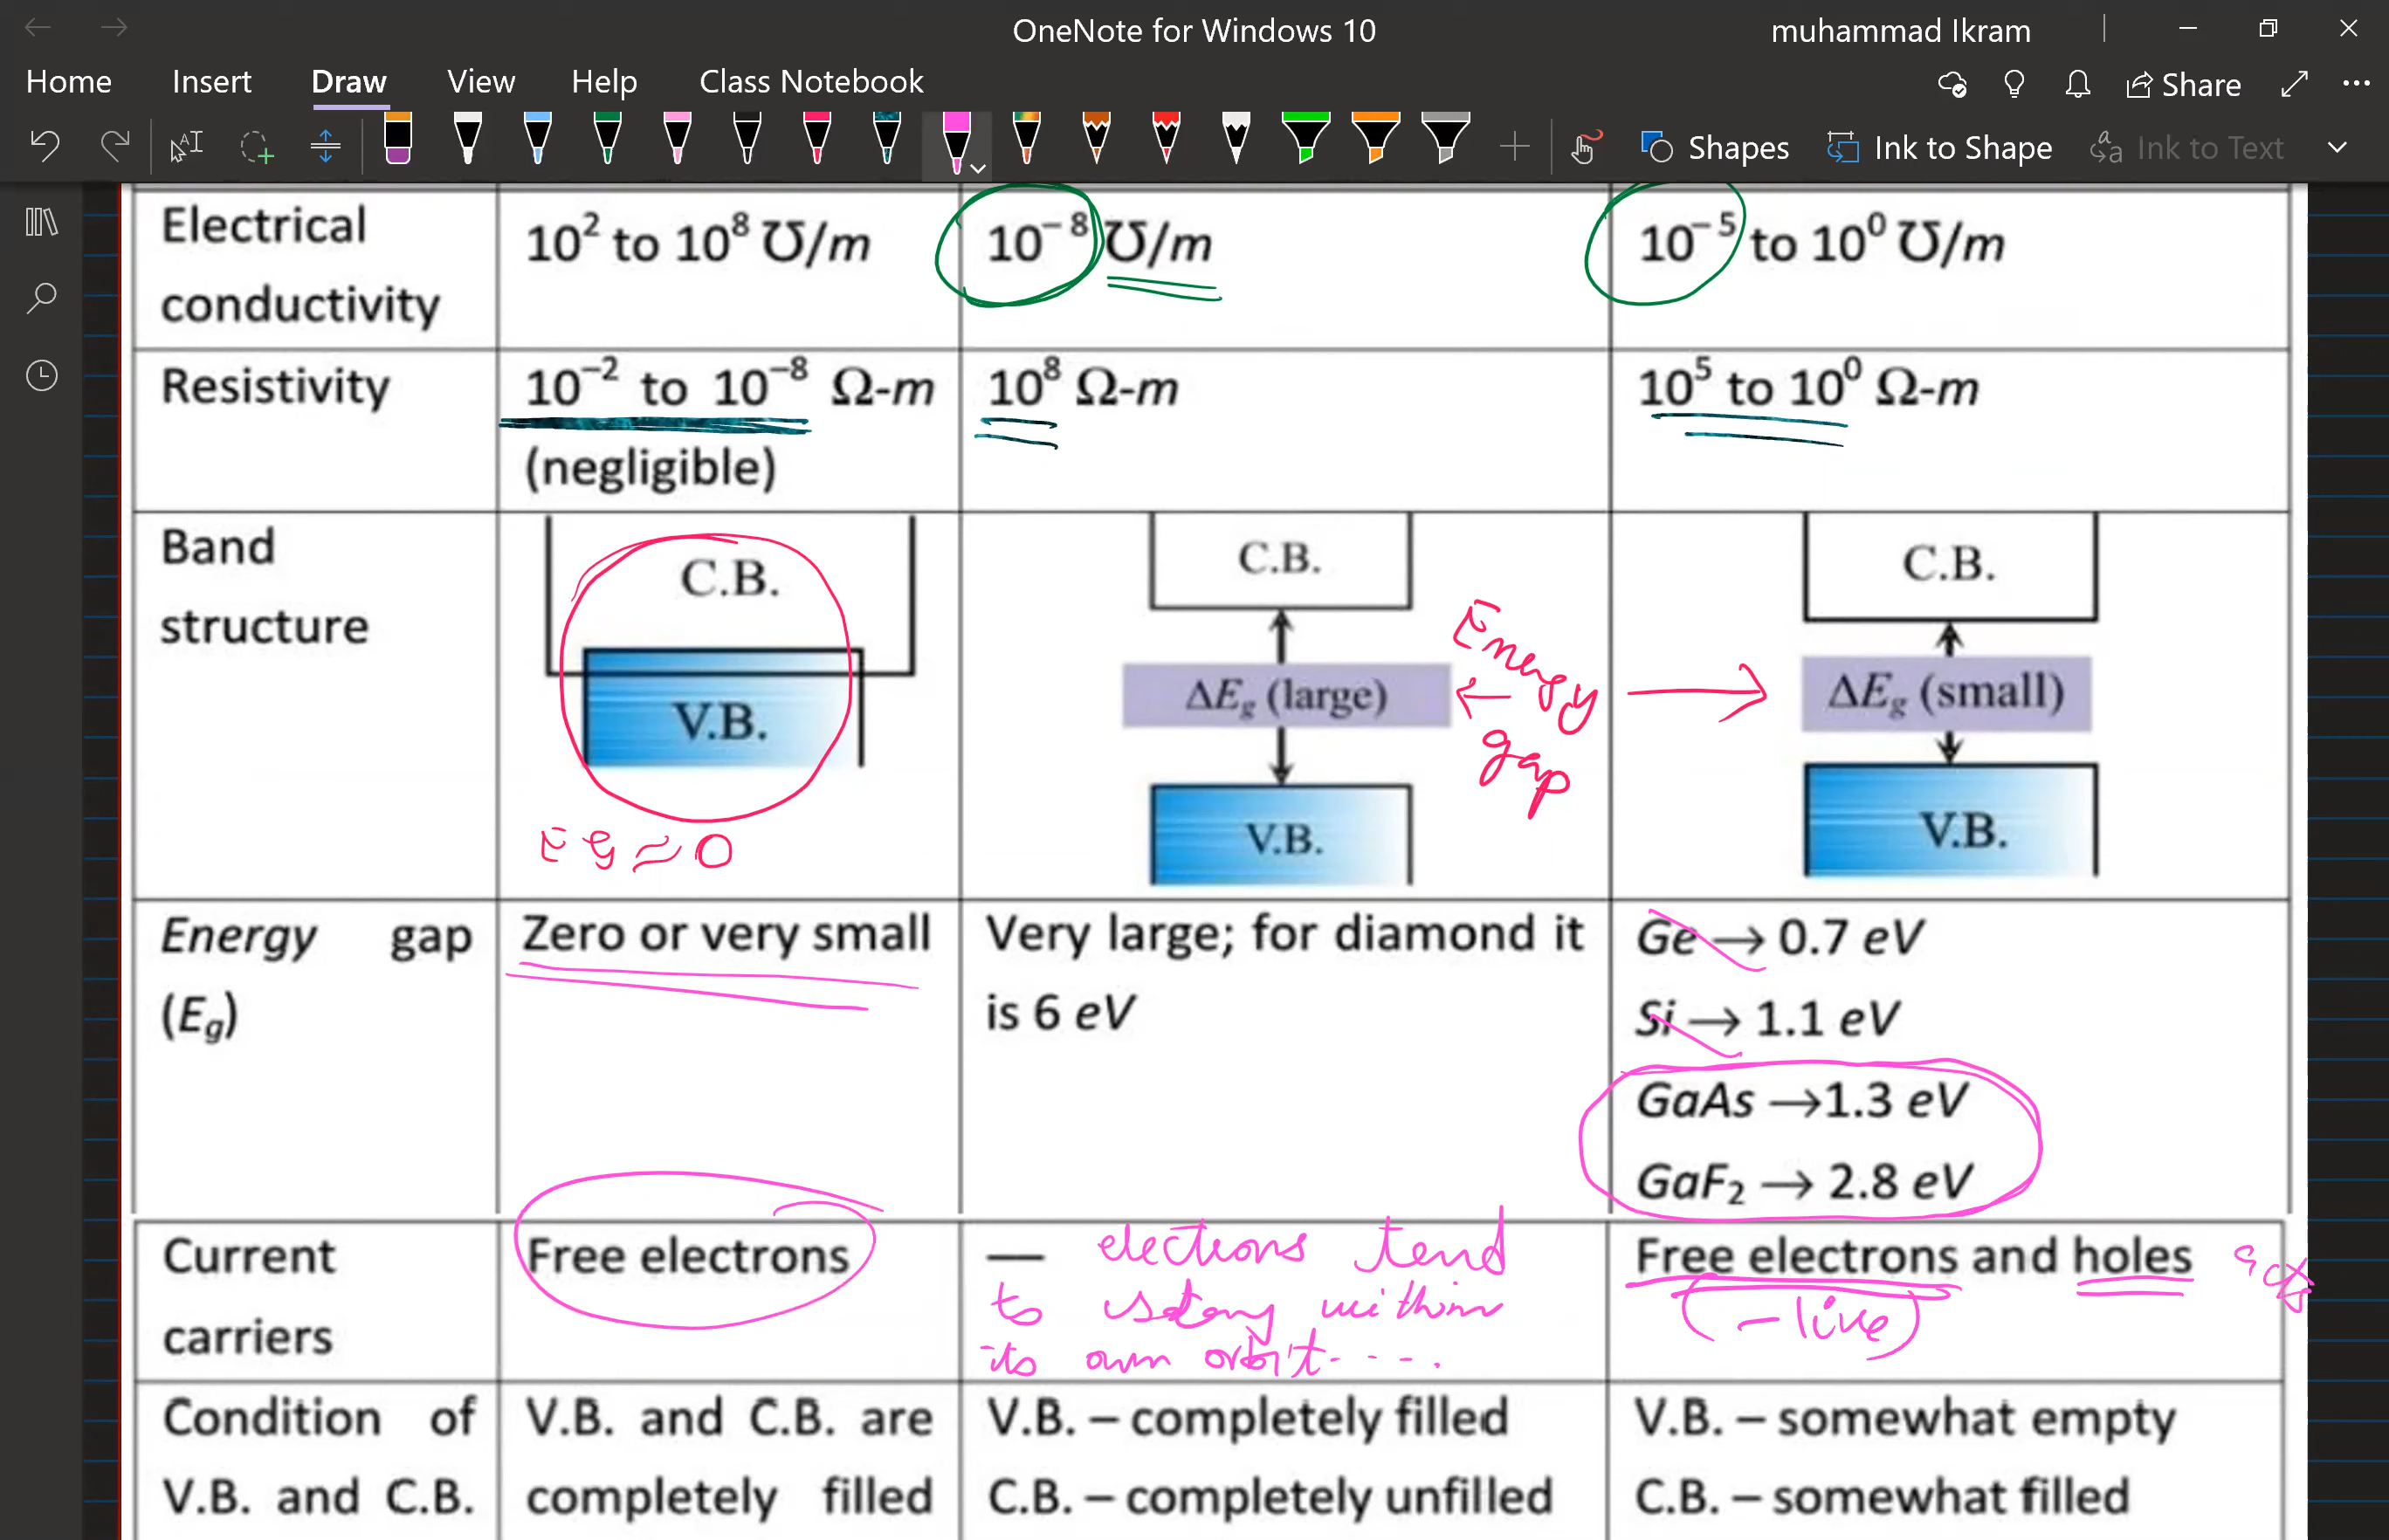 OneNote for Windows 10
muhammad Ikram
Home Insert Draw View Help Class Notebook
Share
Shapes Ink to Shape Ink to Text
Electrical conductivity
10² to 10⁸ ℧/m
10⁻⁸ ℧/m
10⁻⁵ to 10⁰ ℧/m
Resistivity
10⁻² to 10⁻⁸ Ω-m
(negligible)
10⁸ Ω-m
10⁵ to 10⁰ Ω-m
Band
structure
C.B.
V.B.
Eg ≈ 0
C.B.
ΔEg (large)
V.B.
Energy
gap
C.B.
ΔEg (small)
V.B.
Energy gap
(Eg)
Zero or very small
Very large; for diamond it
is 6 eV
Ge → 0.7 eV
Si → 1.1 eV
GaAs →1.3 eV
GaF₂ → 2.8 eV
Current
carriers
Free electrons
— electrons tend
to stay within
its own orbit....
Free electrons and holes
(-live)
Condition of
V.B. and C.B.
V.B. and C.B. are
completely filled
V.B. – completely filled
C.B. – completely unfilled
V.B. – somewhat empty
C.B. – somewhat filled